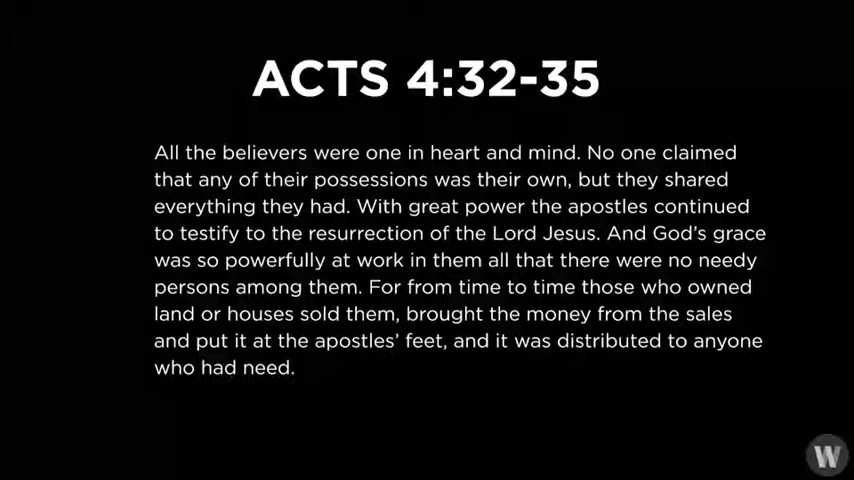 ACTS 4:32-35
All the believers were one in heart and mind. No one claimed
that any of their possessions was their own, but they shared
everything they had. With great power the apostles continued
to testify to the resurrection of the Lord Jesus. And God’s grace
was so powerfully at work in them all that there were no needy
persons among them. For from time to time those who owned
land or houses sold them, brought the money from the sales
and put it at the apostles’ feet, and it was distributed to anyone
who had need.
W